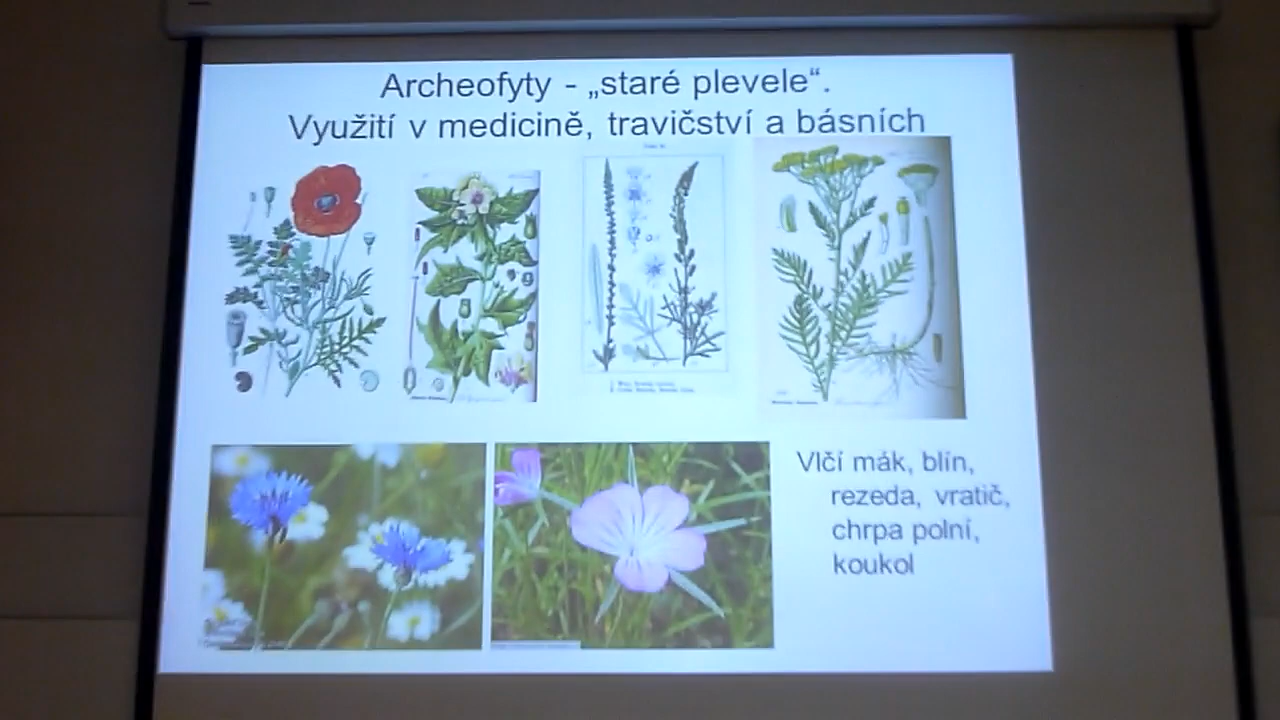 Archeofyty - „staré plevele“.
Využití v medicině, travičství a básních
Vlčí mák, blín,
rezeda, vratič,
chrpa polní,
koukol